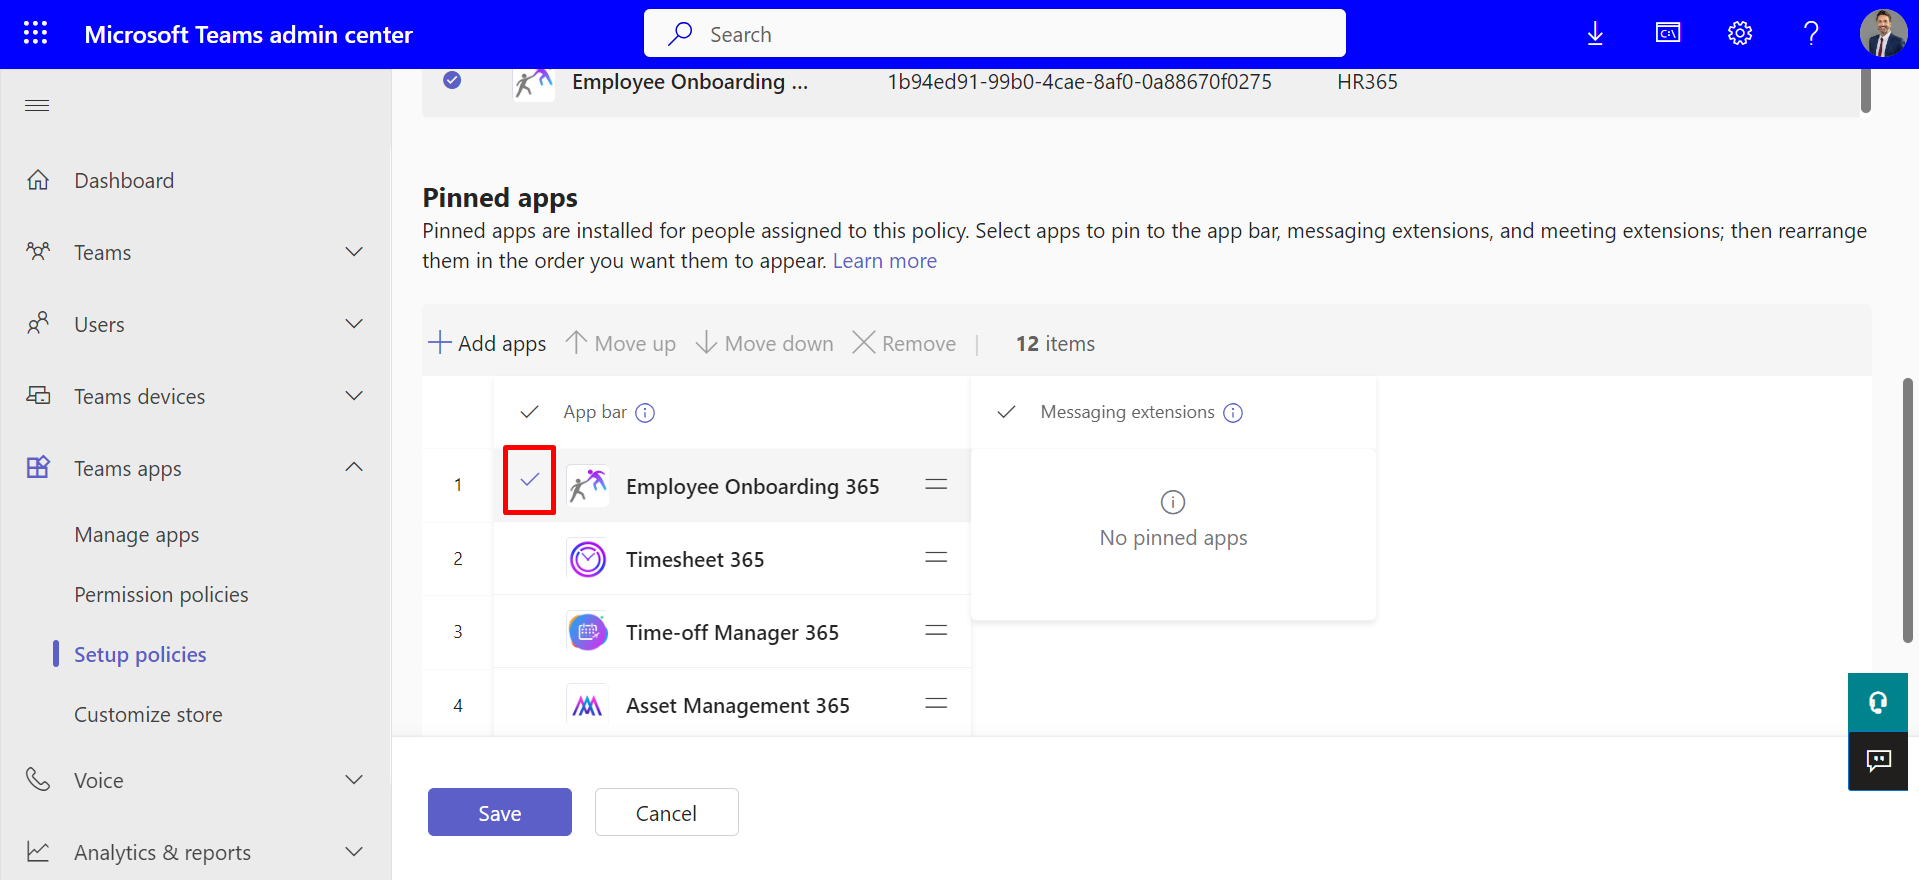 Microsoft Teams admin center
Search
C:\
Employee Onboarding ...
1b94ed91-99b0-4cae-8af0-0a88670f0275
HR365
Dashboard
Teams
Users
Teams devices
Teams apps
Manage apps
Permission policies
Setup policies
Customize store
Voice
Analytics & reports
Pinned apps
Pinned apps are installed for people assigned to this policy. Select apps to pin to the app bar, messaging extensions, and meeting extensions; then rearrange
them in the order you want them to appear. Learn more
Add apps
Move up
Move down
Remove
12 items
App bar
Messaging extensions
1
Employee Onboarding 365
No pinned apps
2
Timesheet 365
3
Time-off Manager 365
4
Asset Management 365
Save
Cancel